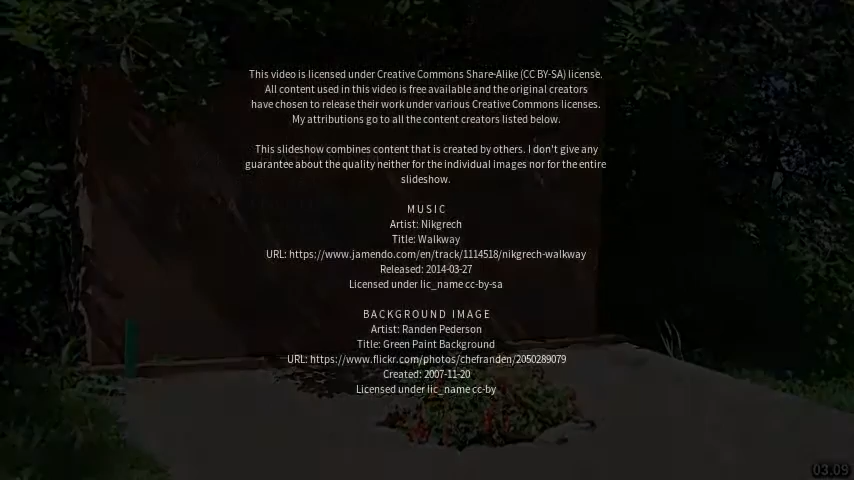 This video is licensed under Creative Commons Share-Alike (CC BY-SA) license.
All content used in this video is free available and the original creators
have chosen to release their work under various Creative Commons licenses.
My attributions go to all the content creators listed below.
This slideshow combines content that is created by others. I don't give any
guarantee about the quality neither for the individual images nor for the entire
slideshow.
MUSIC
Artist: Nikgrech
Title: Walkway
URL: https://www.jamendo.com/en/track/1114518/nikgrech-walkway
Released: 2014-03-27
Licensed under lic_name cc-by-sa
BACKGROUND IMAGE
Artist: Randen Pederson
Title: Green Paint Background
URL: https://www.flickr.com/photos/chefranden/2050289079
Created: 2007-11-20
Licensed under lic_name cc-by
03.09